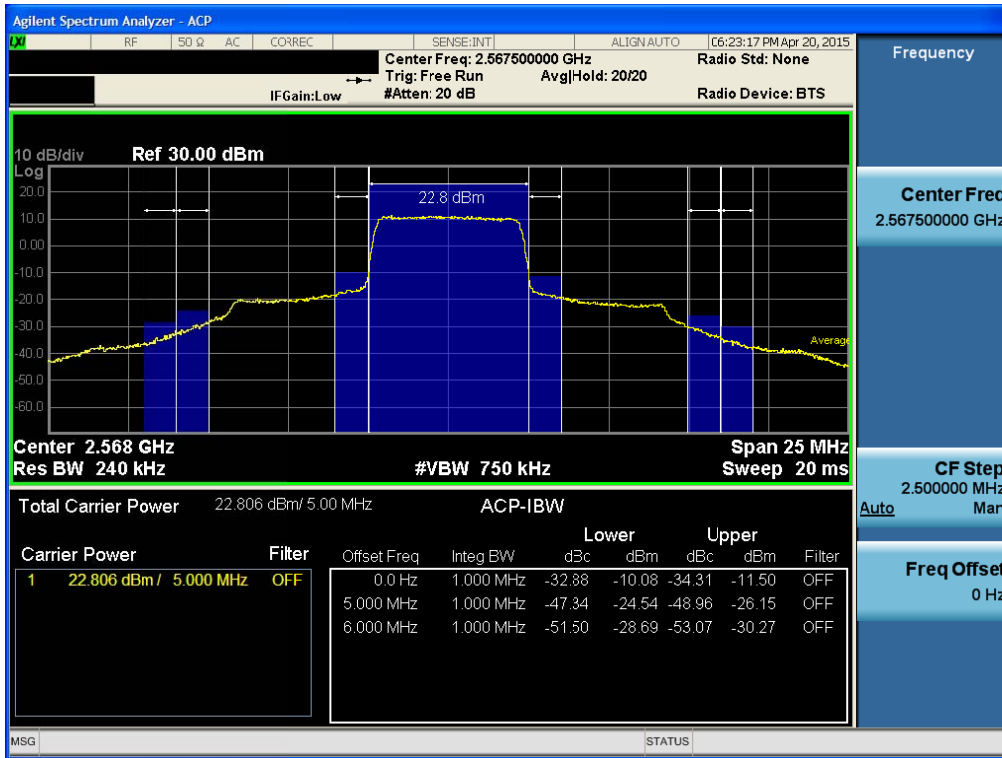 Agilent Spectrum Analyzer - ACP
LXI RF 50 Ω AC CORREC SENSE:INT ALIGN AUTO 06:23:17 PM Apr 20, 2015
Center Freq: 2.567500000 GHz Radio Std: None
Trig: Free Run Avg|Hold: 20/20
IFGain:Low #Atten: 20 dB Radio Device: BTS
10 dB/div Ref 30.00 dBm
Log
20.0
10.0
0.00
-10.0
-20.0
-30.0
-40.0
-50.0
-60.0
22.8 dBm
Average
Center 2.568 GHz Span 25 MHz
Res BW 240 kHz #VBW 750 kHz Sweep 20 ms
Total Carrier Power 22.806 dBm/ 5.00 MHz ACP-IBW
Lower Upper
Carrier Power Filter
1 22.806 dBm / 5.000 MHz OFF
Offset Freq Integ BW dBc dBm dBc dBm Filter
0.0 Hz 1.000 MHz -32.88 -10.08 -34.31 -11.50 OFF
5.000 MHz 1.000 MHz -47.34 -24.54 -48.96 -26.15 OFF
6.000 MHz 1.000 MHz -51.50 -28.69 -53.07 -30.27 OFF
MSG STATUS
Frequency
Center Freq
2.567500000 GHz
CF Step
2.500000 MHz
Auto Man
Freq Offset
0 Hz